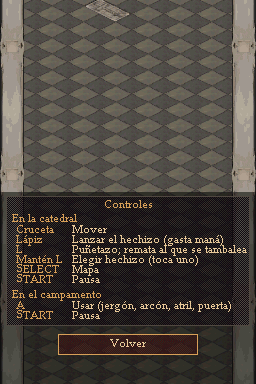 Controles
En la catedral
Cruceta Mover
Lápiz Lanzar el hechizo (gasta maná)
L Puñetazo; remata al que se tambalea
Mantén L Elegir hechizo (toca uno)
SELECT Mapa
START Pausa
En el campamento
A Usar (jergón, arcón, atril, puerta)
START Pausa
Volver